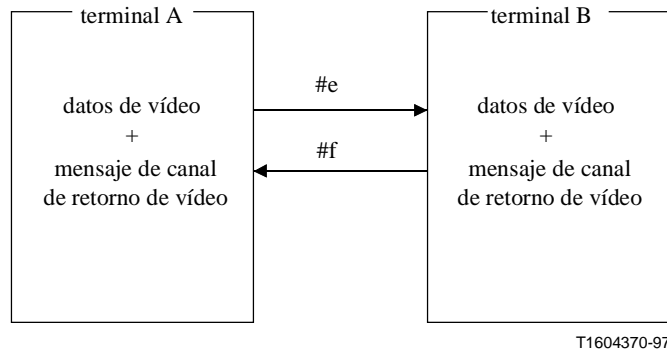 terminal A
terminal B
datos de vídeo
+
mensaje de canal
de retorno de vídeo
#e
#f
datos de vídeo
+
mensaje de canal
de retorno de vídeo
T1604370-97